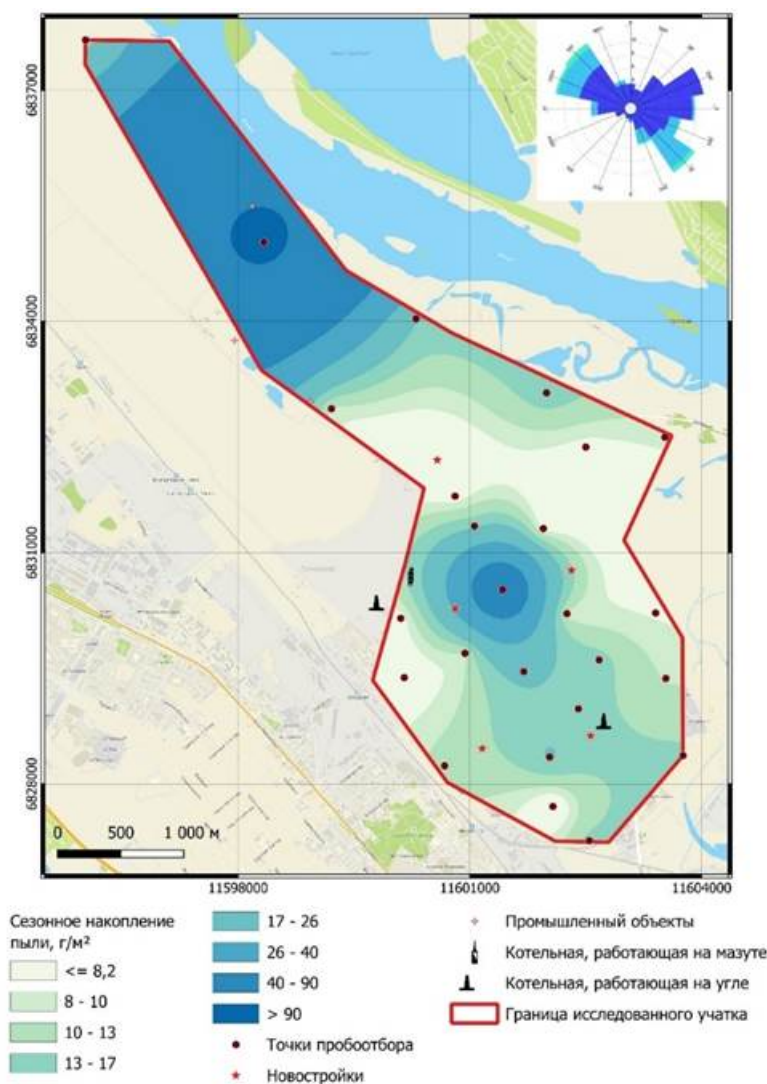 6837000
6834000
6831000
6828000
0 500 1 000 м
11598000
11601000
11604000
Сезонное накопление
пыли, г/м²
<= 8,2
8 - 10
10 - 13
13 - 17
17 - 26
26 - 40
40 - 90
> 90
Точки пробоотбора
Новостройки
Промышленный объекты
Котельная, работающая на мазуте
Котельная, работающая на угле
Граница исследованного учатка